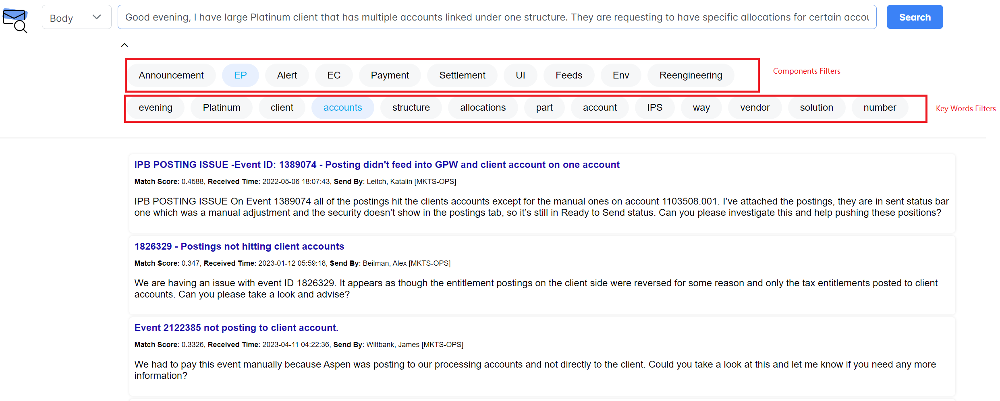 Body
Good evening, I have large Platinum client that has multiple accounts linked under one structure. They are requesting to have specific allocations for certain accou
Search
Announcement EP Alert EC Payment Settlement UI Feeds Env Reengineering
Components Filters
evening Platinum client accounts structure allocations part account IPS way vendor solution number
Key Words Filters
IPB POSTING ISSUE -Event ID: 1389074 - Posting didn't feed into GPW and client account on one account
Match Score: 0.4588, Received Time: 2022-05-06 18:07:43, Send By: Leitch, Katalin [MKTS-OPS]
IPB POSTING ISSUE On Event 1389074 all of the postings hit the clients accounts except for the manual ones on account 1103508.001. I’ve attached the postings, they are in sent status bar
one which was a manual adjustment and the security doesn’t show in the postings tab, so it’s still in Ready to Send status. Can you please investigate this and help pushing these positions?
1826329 - Postings not hitting client accounts
Match Score: 0.347, Received Time: 2023-01-12 05:59:18, Send By: Beilman, Alex [MKTS-OPS]
We are having an issue with event ID 1826329. It appears as though the entitlement postings on the client side were reversed for some reason and only the tax entitlements posted to client
accounts. Can you please take a look and advise?
Event 2122385 not posting to client account.
Match Score: 0.3326, Received Time: 2023-04-11 04:22:36, Send By: Wiltbank, James [MKTS-OPS]
We had to pay this event manually because Aspen was posting to our processing accounts and not directly to the client. Could you take a look at this and let me know if you need any more
information?